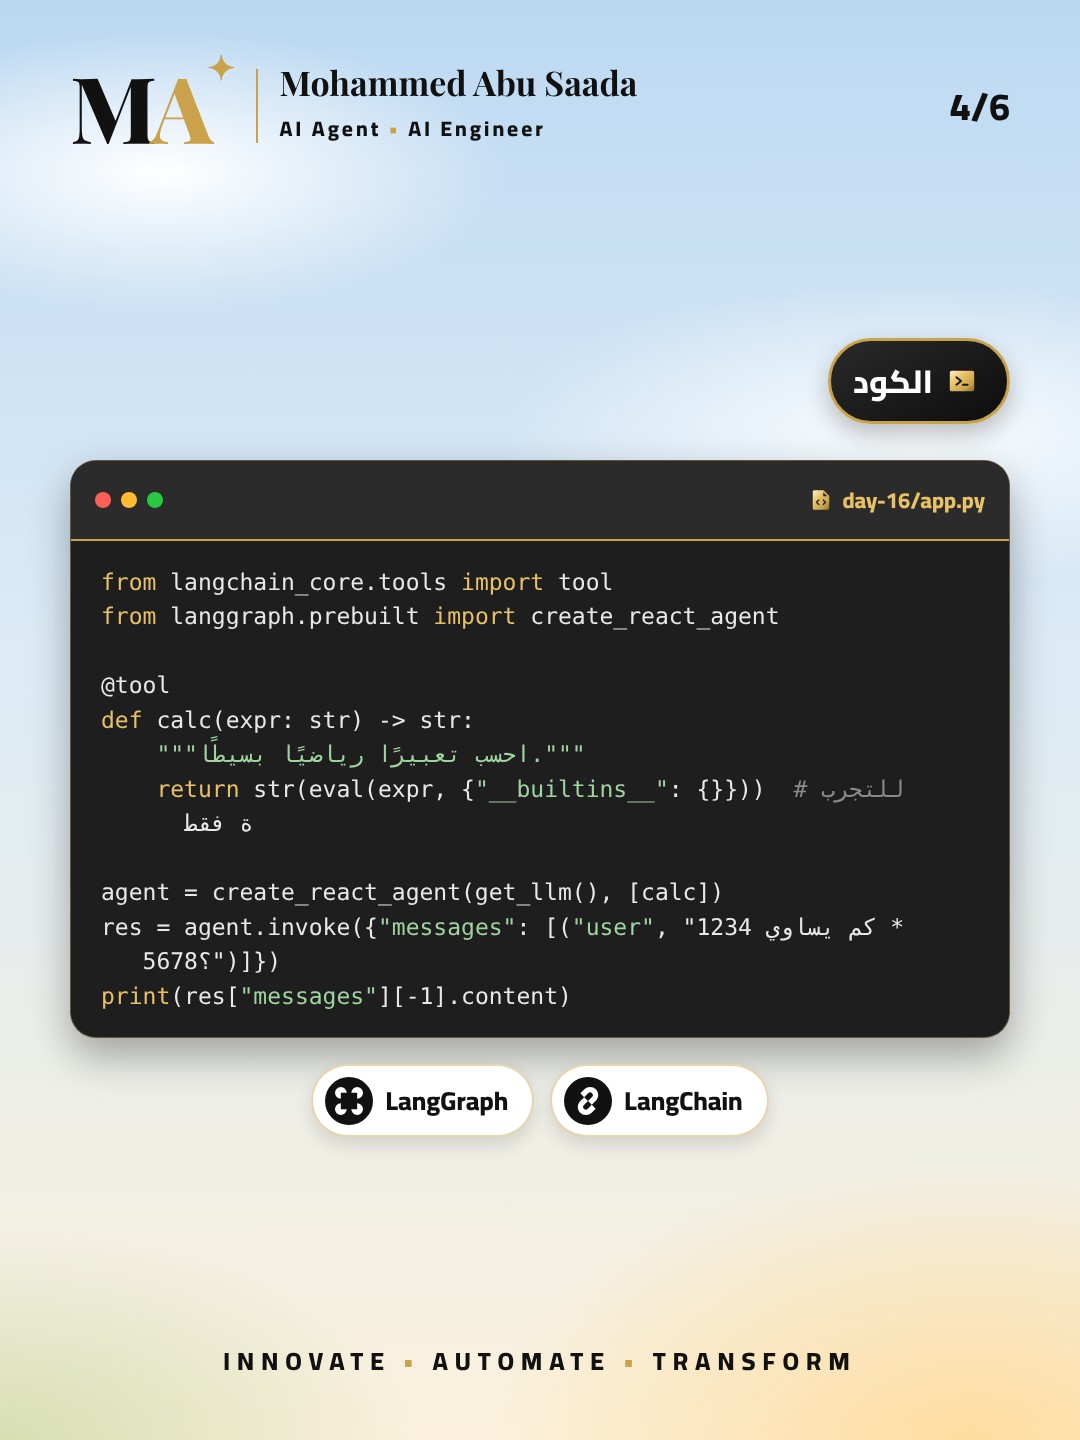 MA
Mohammed Abu Saada
AI Agent ▪ AI Engineer
4/6
الكود
day-16/app.py
from langchain_core.tools import tool
from langgraph.prebuilt import create_react_agent
@tool
def calc(expr: str) -> str:
"""احسب تعبيرًا رياضيًا بسيطًا."""
return str(eval(expr, {"__builtins__": {}}))  # للتجرب
ة فقط
agent = create_react_agent(get_llm(), [calc])
res = agent.invoke({"messages": [("user", "كم يساوي 1234 *
5678؟")]})
print(res["messages"][-1].content)
LangGraph
LangChain
INNOVATE ▪ AUTOMATE ▪ TRANSFORM